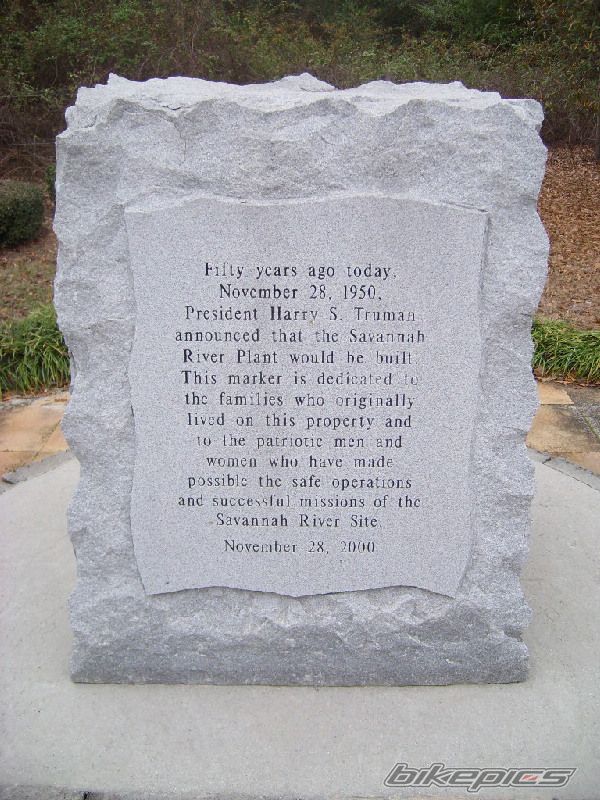 Fifty years ago today,
November 28, 1950,
President Harry S. Truman
announced that the Savannah
River Plant would be built.
This marker is dedicated to
the families who originally
lived on this property and
to the patriotic men and
women who have made
possible the safe operations
and successful missions of the
Savannah River Site.
November 28, 2000
bikepics